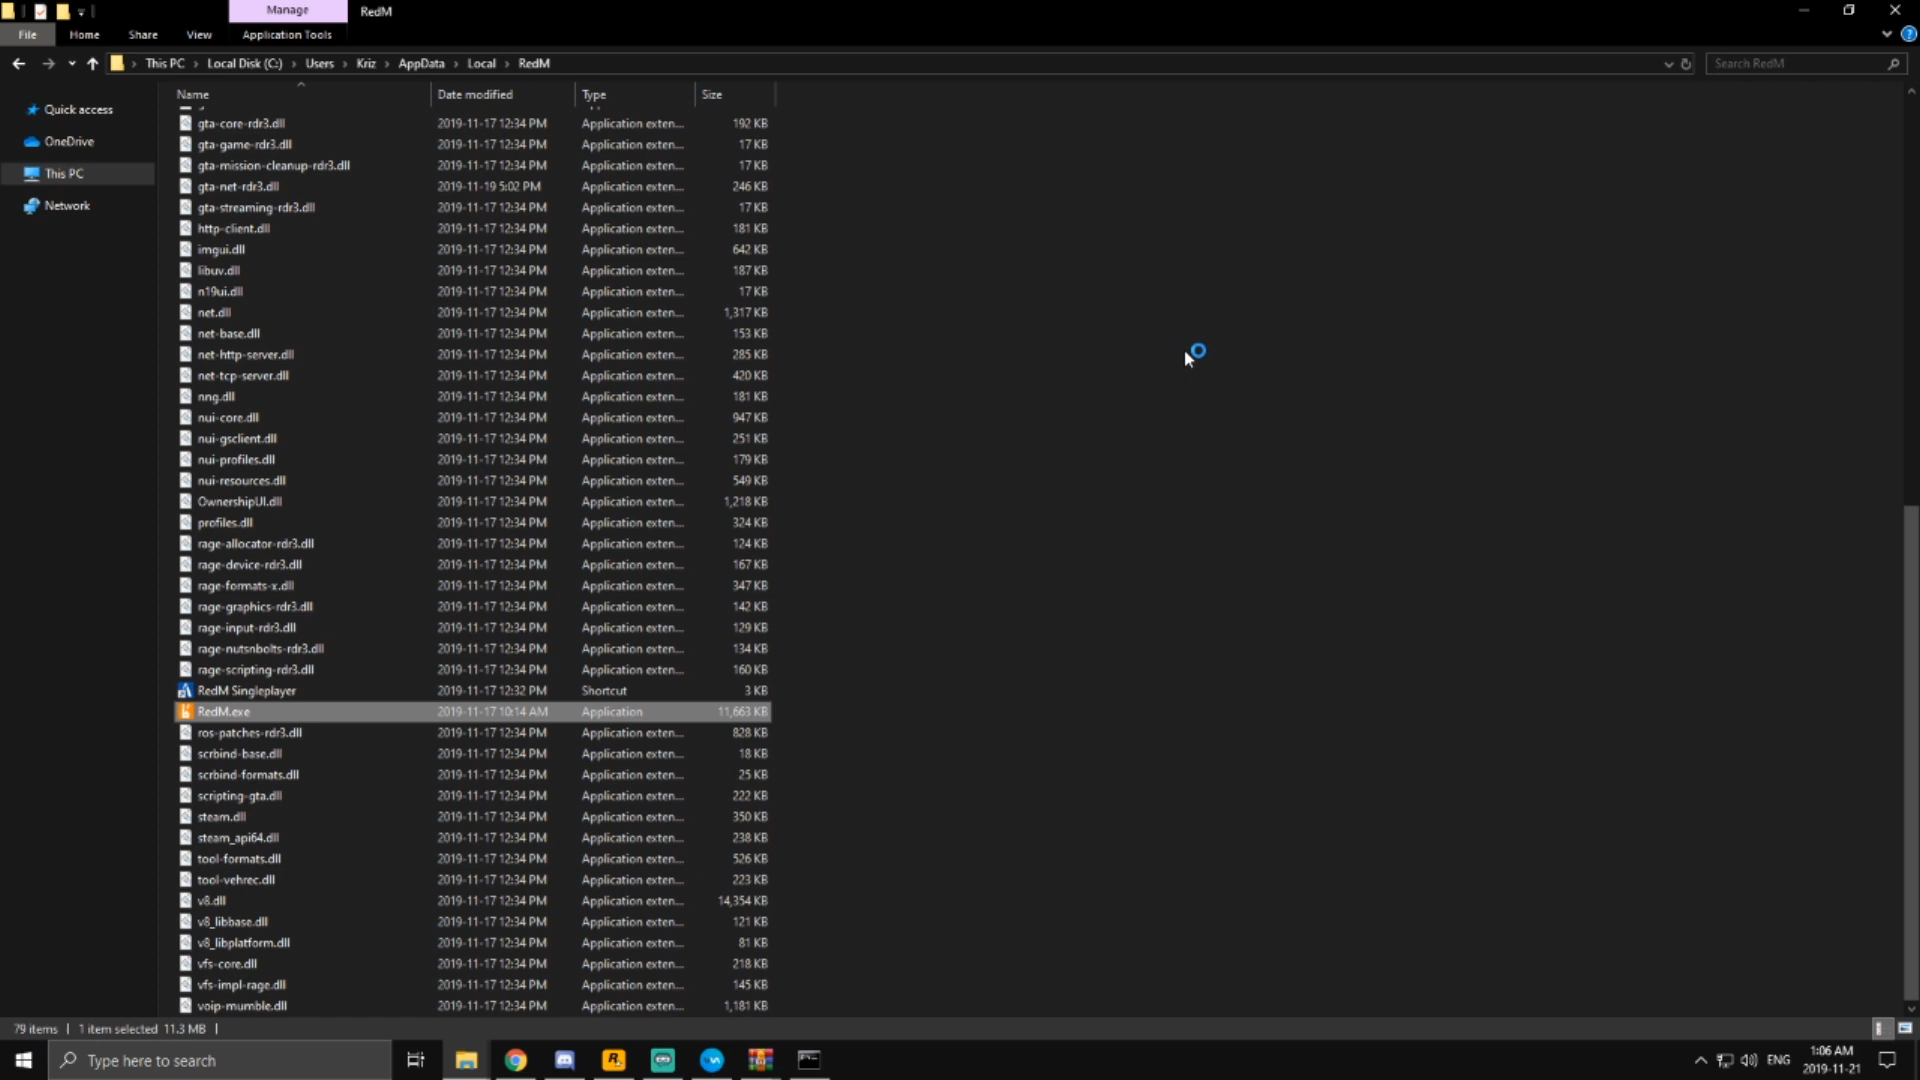 Manage
RedM
File
Home
Share
View
Application Tools
This PC > Local Disk (C:) > Users > Kriz > AppData > Local > RedM
Search RedM
Quick access
OneDrive
This PC
Network
Name
Date modified
Type
Size
gta-core-rdr3.dll 2019-11-17 12:34 PM Application exten... 192 KB
gta-game-rdr3.dll 2019-11-17 12:34 PM Application exten... 17 KB
gta-mission-cleanup-rdr3.dll 2019-11-17 12:34 PM Application exten... 17 KB
gta-net-rdr3.dll 2019-11-19 5:02 PM Application exten... 246 KB
gta-streaming-rdr3.dll 2019-11-17 12:34 PM Application exten... 17 KB
http-client.dll 2019-11-17 12:34 PM Application exten... 181 KB
imgui.dll 2019-11-17 12:34 PM Application exten... 642 KB
libuv.dll 2019-11-17 12:34 PM Application exten... 187 KB
n19ui.dll 2019-11-17 12:34 PM Application exten... 17 KB
net.dll 2019-11-17 12:34 PM Application exten... 1,317 KB
net-base.dll 2019-11-17 12:34 PM Application exten... 153 KB
net-http-server.dll 2019-11-17 12:34 PM Application exten... 285 KB
net-tcp-server.dll 2019-11-17 12:34 PM Application exten... 420 KB
nng.dll 2019-11-17 12:34 PM Application exten... 181 KB
nui-core.dll 2019-11-17 12:34 PM Application exten... 947 KB
nui-gsclient.dll 2019-11-17 12:34 PM Application exten... 251 KB
nui-profiles.dll 2019-11-17 12:34 PM Application exten... 179 KB
nui-resources.dll 2019-11-17 12:34 PM Application exten... 549 KB
OwnershipUI.dll 2019-11-17 12:34 PM Application exten... 1,218 KB
profiles.dll 2019-11-17 12:34 PM Application exten... 324 KB
rage-allocator-rdr3.dll 2019-11-17 12:34 PM Application exten... 124 KB
rage-device-rdr3.dll 2019-11-17 12:34 PM Application exten... 167 KB
rage-formats-x.dll 2019-11-17 12:34 PM Application exten... 347 KB
rage-graphics-rdr3.dll 2019-11-17 12:34 PM Application exten... 142 KB
rage-input-rdr3.dll 2019-11-17 12:34 PM Application exten... 129 KB
rage-nutsnbolts-rdr3.dll 2019-11-17 12:34 PM Application exten... 134 KB
rage-scripting-rdr3.dll 2019-11-17 12:34 PM Application exten... 160 KB
RedM Singleplayer 2019-11-17 12:32 PM Shortcut 3 KB
RedM.exe 2019-11-17 10:14 AM Application 11,663 KB
ros-patches-rdr3.dll 2019-11-17 12:34 PM Application exten... 828 KB
scrbind-base.dll 2019-11-17 12:34 PM Application exten... 18 KB
scrbind-formats.dll 2019-11-17 12:34 PM Application exten... 25 KB
scripting-gta.dll 2019-11-17 12:34 PM Application exten... 222 KB
steam.dll 2019-11-17 12:34 PM Application exten... 350 KB
steam_api64.dll 2019-11-17 12:34 PM Application exten... 238 KB
tool-formats.dll 2019-11-17 12:34 PM Application exten... 526 KB
tool-vehrec.dll 2019-11-17 12:34 PM Application exten... 223 KB
v8.dll 2019-11-17 12:34 PM Application exten... 14,354 KB
v8_libbase.dll 2019-11-17 12:34 PM Application exten... 121 KB
v8_libplatform.dll 2019-11-17 12:34 PM Application exten... 81 KB
vfs-core.dll 2019-11-17 12:34 PM Application exten... 218 KB
vfs-impl-rage.dll 2019-11-17 12:34 PM Application exten... 145 KB
voip-mumble.dll 2019-11-17 12:34 PM Application exten... 1,181 KB
79 items
1 item selected 11.3 MB
Type here to search
ENG
1:06 AM
2019-11-21